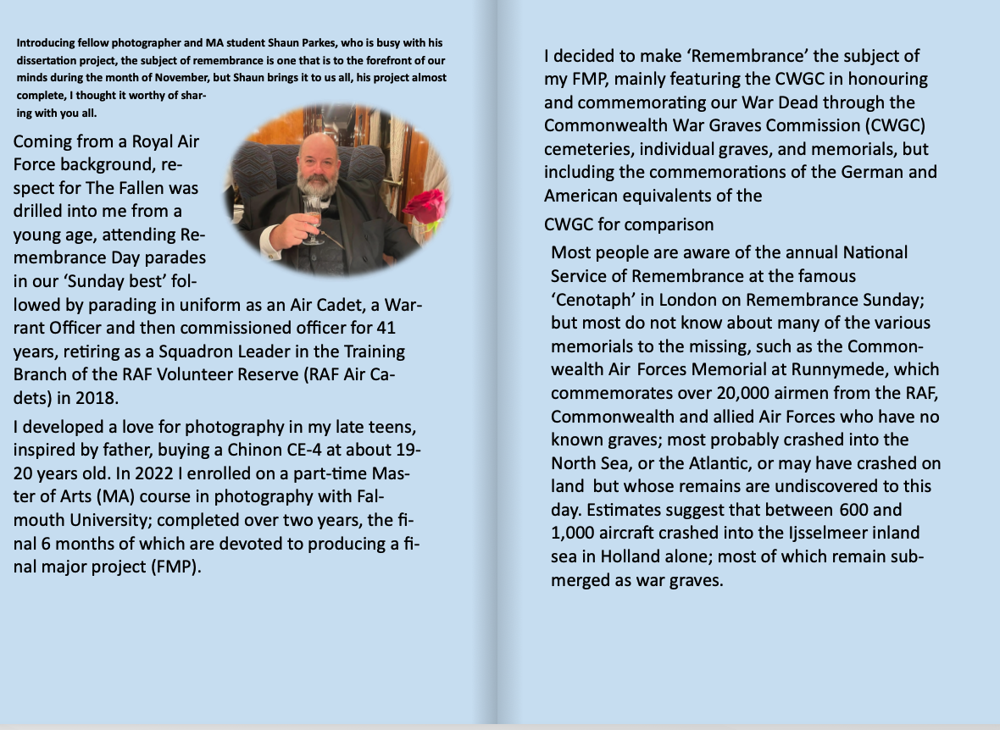 Introducing fellow photographer and MA student Shaun Parkes, who is busy with his
dissertation project, the subject of remembrance is one that is to the forefront of our
minds during the month of November, but Shaun brings it to us all, his project almost
complete, I thought it worthy of shar-
ing with you all.
Coming from a Royal Air
Force background, re-
spect for The Fallen was
drilled into me from a
young age, attending Re-
membrance Day parades
in our ‘Sunday best’ fol-
lowed by parading in uniform as an Air Cadet, a War-
rant Officer and then commissioned officer for 41
years, retiring as a Squadron Leader in the Training
Branch of the RAF Volunteer Reserve (RAF Air Ca-
dets) in 2018.
I developed a love for photography in my late teens,
inspired by father, buying a Chinon CE-4 at about 19-
20 years old. In 2022 I enrolled on a part-time Mas-
ter of Arts (MA) course in photography with Fal-
mouth University; completed over two years, the fi-
nal 6 months of which are devoted to producing a fi-
nal major project (FMP).
I decided to make ‘Remembrance’ the subject of
my FMP, mainly featuring the CWGC in honouring
and commemorating our War Dead through the
Commonwealth War Graves Commission (CWGC)
cemeteries, individual graves, and memorials, but
including the commemorations of the German and
American equivalents of the
CWGC for comparison
Most people are aware of the annual National
Service of Remembrance at the famous
‘Cenotaph’ in London on Remembrance Sunday;
but most do not know about many of the various
memorials to the missing, such as the Common-
wealth Air Forces Memorial at Runnymede, which
commemorates over 20,000 airmen from the RAF,
Commonwealth and allied Air Forces who have no
known graves; most probably crashed into the
North Sea, or the Atlantic, or may have crashed on
land but whose remains are undiscovered to this
day. Estimates suggest that between 600 and
1,000 aircraft crashed into the Ijsselmeer inland
sea in Holland alone; most of which remain sub-
merged as war graves.